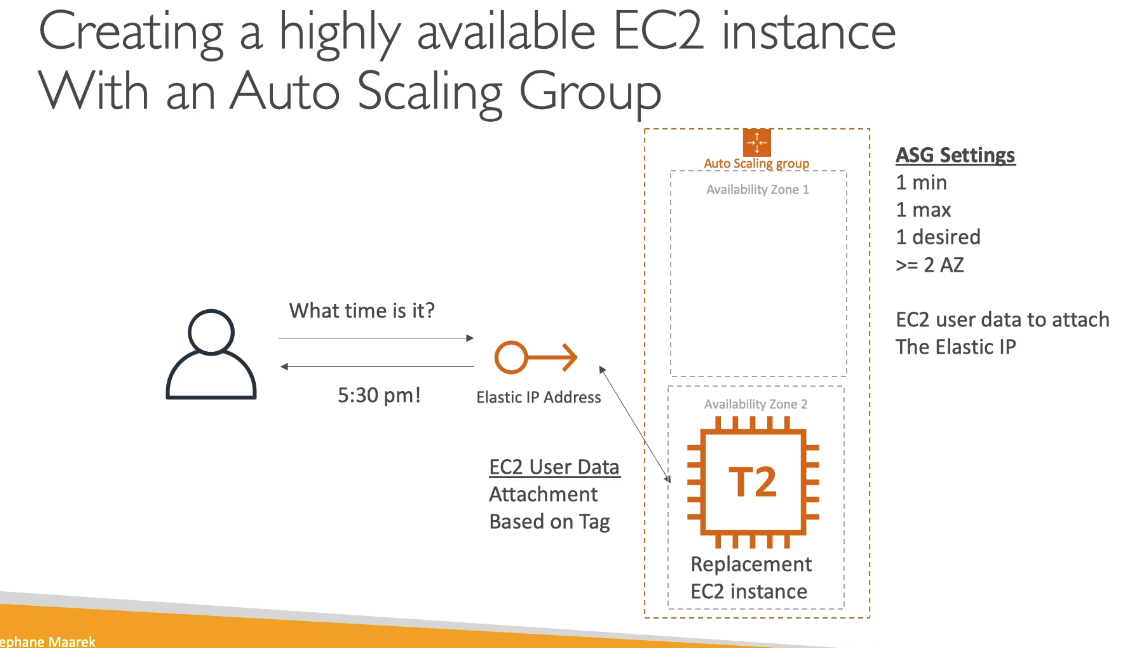 Creating a highly available EC2 instance
With an Auto Scaling Group
Auto Scaling group
Availability Zone 1
ASG Settings
1 min
1 max
1 desired
>= 2 AZ
EC2 user data to attach
The Elastic IP
What time is it?
5:30 pm!
Elastic IP Address
EC2 User Data
Attachment
Based on Tag
Availability Zone 2
T2
Replacement
EC2 instance
ephane Maarek